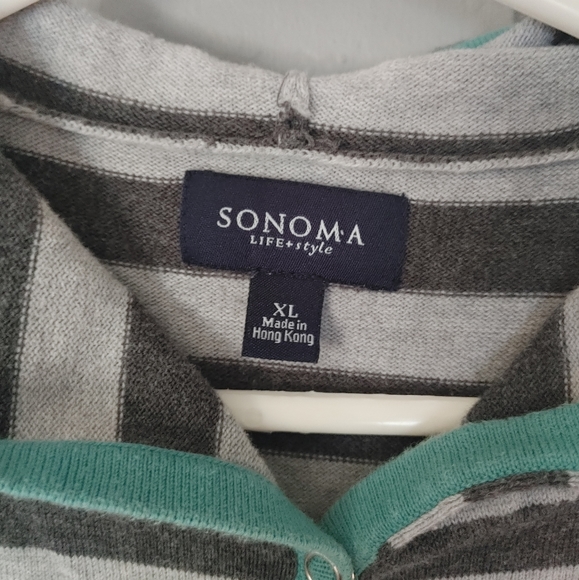 SONOMA
LIFE+style
XL
Made in
Hong Kong